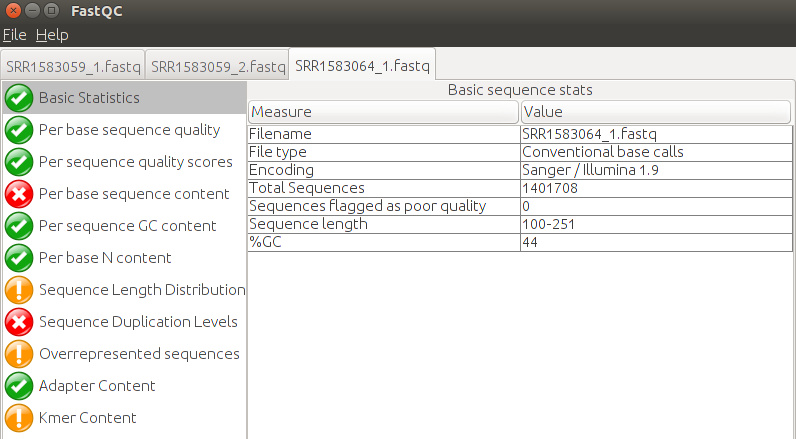 FastQC
File Help
SRR1583059_1.fastq SRR1583059_2.fastq SRR1583064_1.fastq
Basic Statistics
Per base sequence quality
Per sequence quality scores
Per base sequence content
Per sequence GC content
Per base N content
Sequence Length Distribution
Sequence Duplication Levels
Overrepresented sequences
Adapter Content
Kmer Content
Basic sequence stats
Measure Value
Filename SRR1583064_1.fastq
File type Conventional base calls
Encoding Sanger / Illumina 1.9
Total Sequences 1401708
Sequences flagged as poor quality 0
Sequence length 100-251
%GC 44